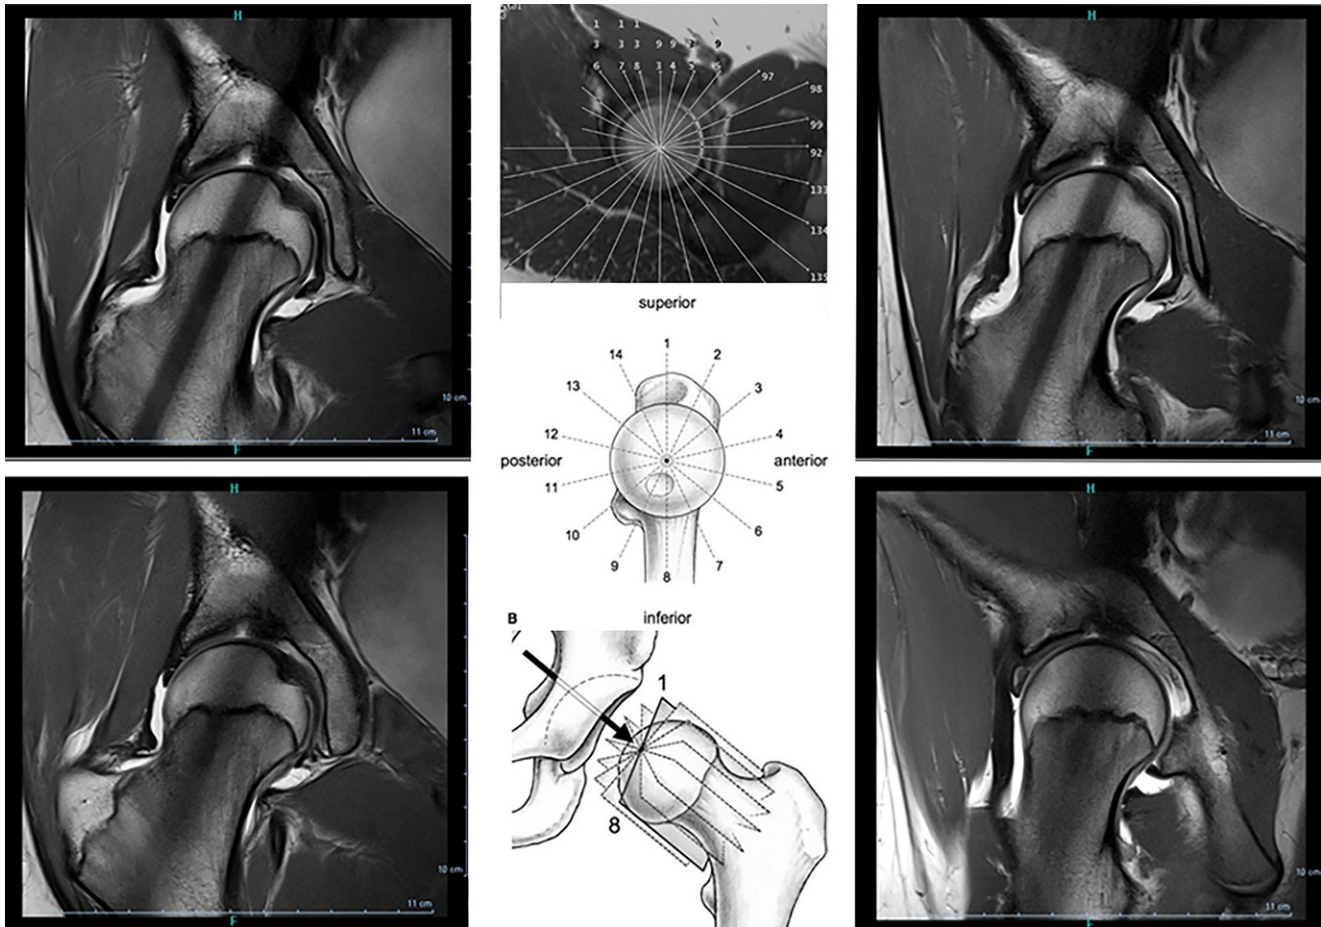 H
1 1 1
3 3 3 9 9 9
6 7 8 3 4 5 6
97
98
99
92
133
134
135
H
10 cm
11 cm
F
10 cm
11 cm
F
superior
1
14
2
13
3
12
4
posterior
anterior
11
5
10
6
9
7
8
B
inferior
H
1
8
10 cm
11 cm
F
H
10 cm
11 cm
F